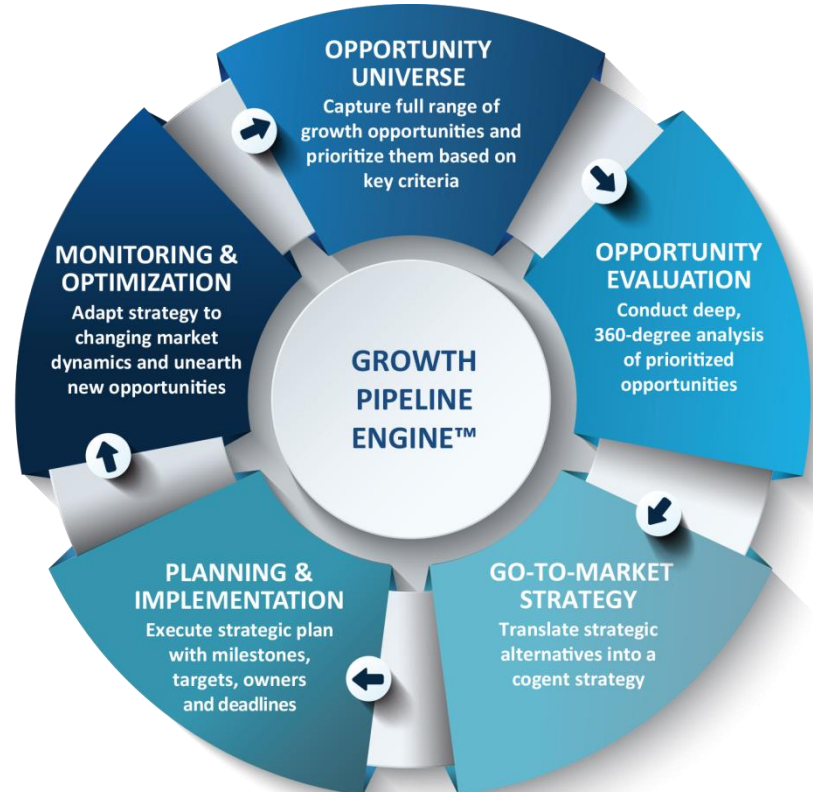 OPPORTUNITY
UNIVERSE
Capture full range of
growth opportunities and
prioritize them based on
key criteria
OPPORTUNITY
EVALUATION
Conduct deep,
360-degree analysis
of prioritized
opportunities
GO-TO-MARKET
STRATEGY
Translate strategic
alternatives into a
cogent strategy
PLANNING &
IMPLEMENTATION
Execute strategic plan
with milestones,
targets, owners
and deadlines
MONITORING &
OPTIMIZATION
Adapt strategy to
changing market
dynamics and unearth
new opportunities
GROWTH
PIPELINE
ENGINE™